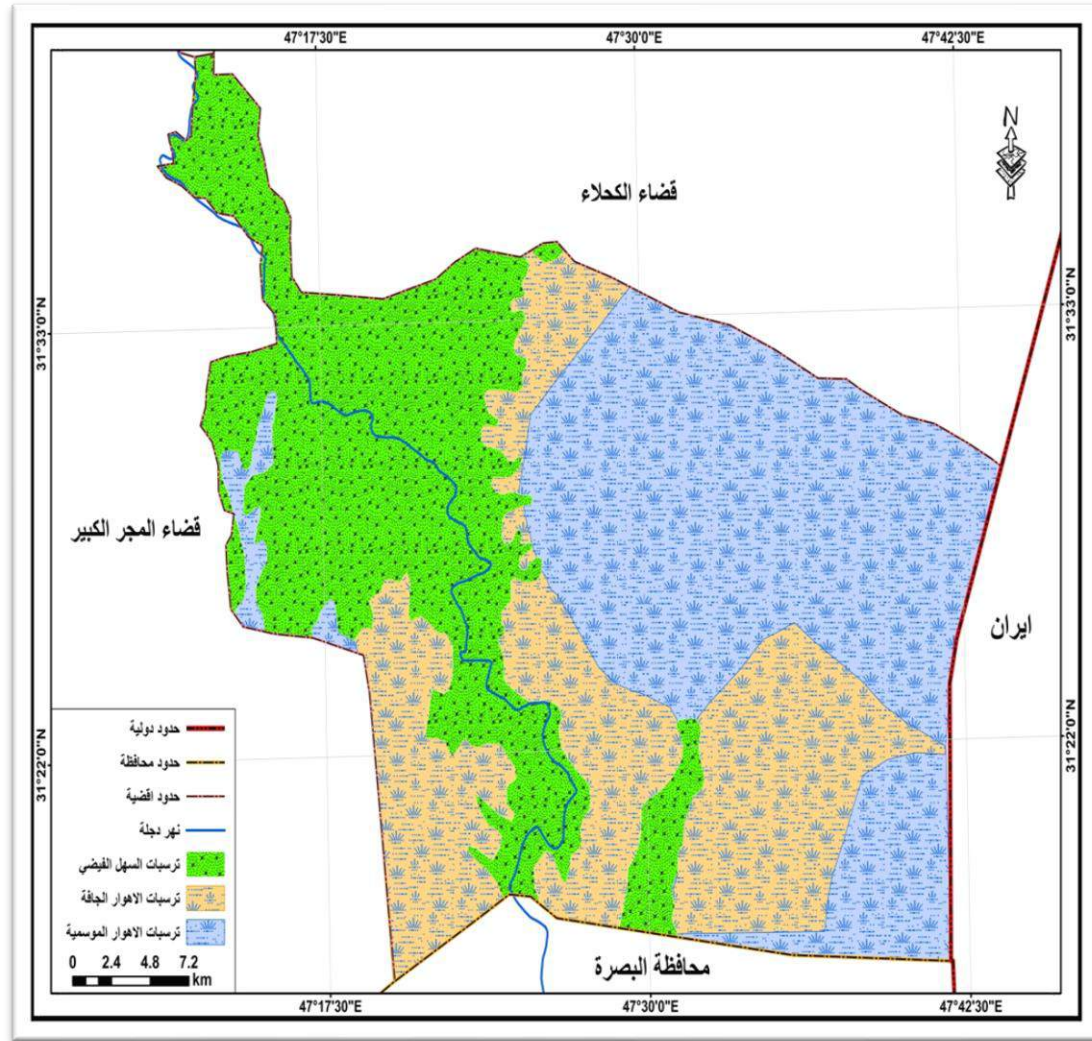 47°17'30"E
47°30'0"E
47°42'30"E
N
قضاء الكحلاء
31°33'0"N
31°33'0"N
قضاء المجر الكبير
ايران
31°22'0"N
31°22'0"N
حدود دولية
حدود محافظة
حدود اقضية
نهر دجلة
ترسبات السهل الفيضي
ترسبات الاهوار الجافة
ترسبات الاهوار الموسمية
0 2.4 4.8 7.2
km
محافظة البصرة
47°17'30"E
47°30'0"E
47°42'30"E